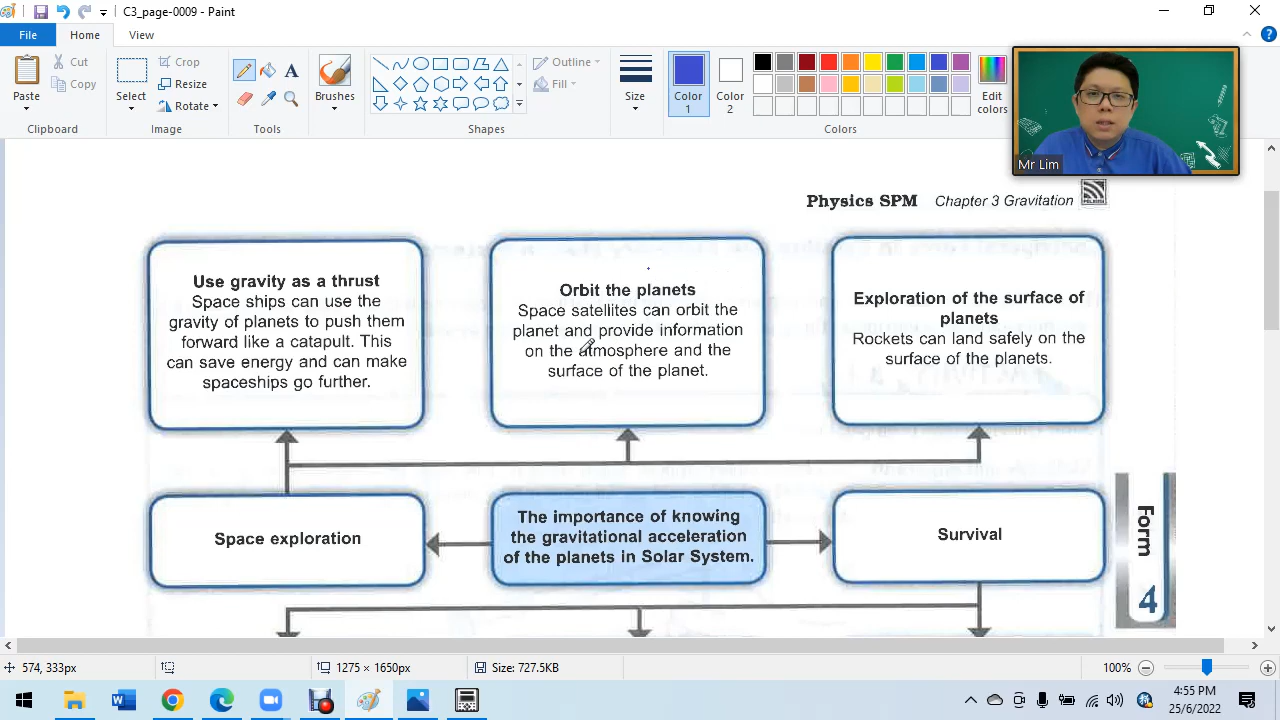 C3_page-0009 - Paint
File
Home
View
Paste
Cut
Copy
Clipboard
Select
Crop
Resize
Rotate
Image
A
Tools
Brushes
Outline
Fill
Shapes
Size
Color 1
Color 2
Edit colors
Colors
Mr Lim
Physics SPM Chapter 3 Gravitation
Use gravity as a thrust
Space ships can use the
gravity of planets to push them
forward like a catapult. This
can save energy and can make
spaceships go further.
Orbit the planets
Space satellites can orbit the
planet and provide information
on the atmosphere and the
surface of the planet.
Exploration of the surface of
planets
Rockets can land safely on the
surface of the planets.
Space exploration
The importance of knowing
the gravitational acceleration
of the planets in Solar System.
Survival
Form
4
574, 333px
1275 × 1650px
Size: 727.5KB
100%
4:55 PM
25/6/2022